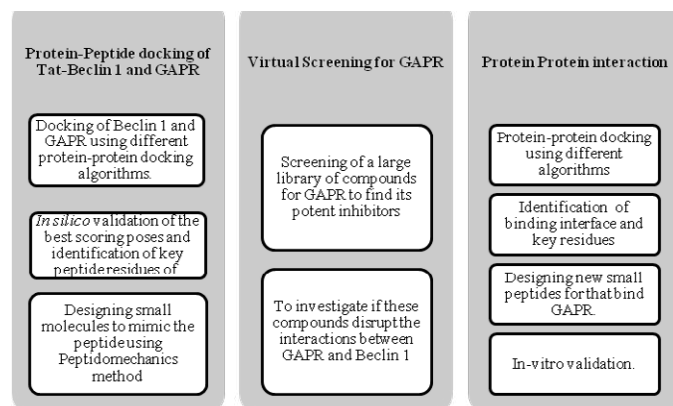 Protein-Peptide docking of
Tat-Beclin 1 and GAPR
Docking of Beclin 1 and
GAPR using different
protein-protein docking
algorithms.
In silico validation of the
best scoring poses and
identification of key
peptide residues of
Designing small
molecules to mimic the
peptide using
Peptidomechanics
method
Virtual Screening for GAPR
Screening of a large
library of compounds
for GAPR to find its
potent inhibitors
To investigate if these
compounds disrupt the
interactions between
GAPR and Beclin 1
Protein Protein interaction
Protein-protein docking
using different
algorithms
Identification of
binding interface and
key residues
Designing new small
peptides for that bind
GAPR.
In-vitro validation.